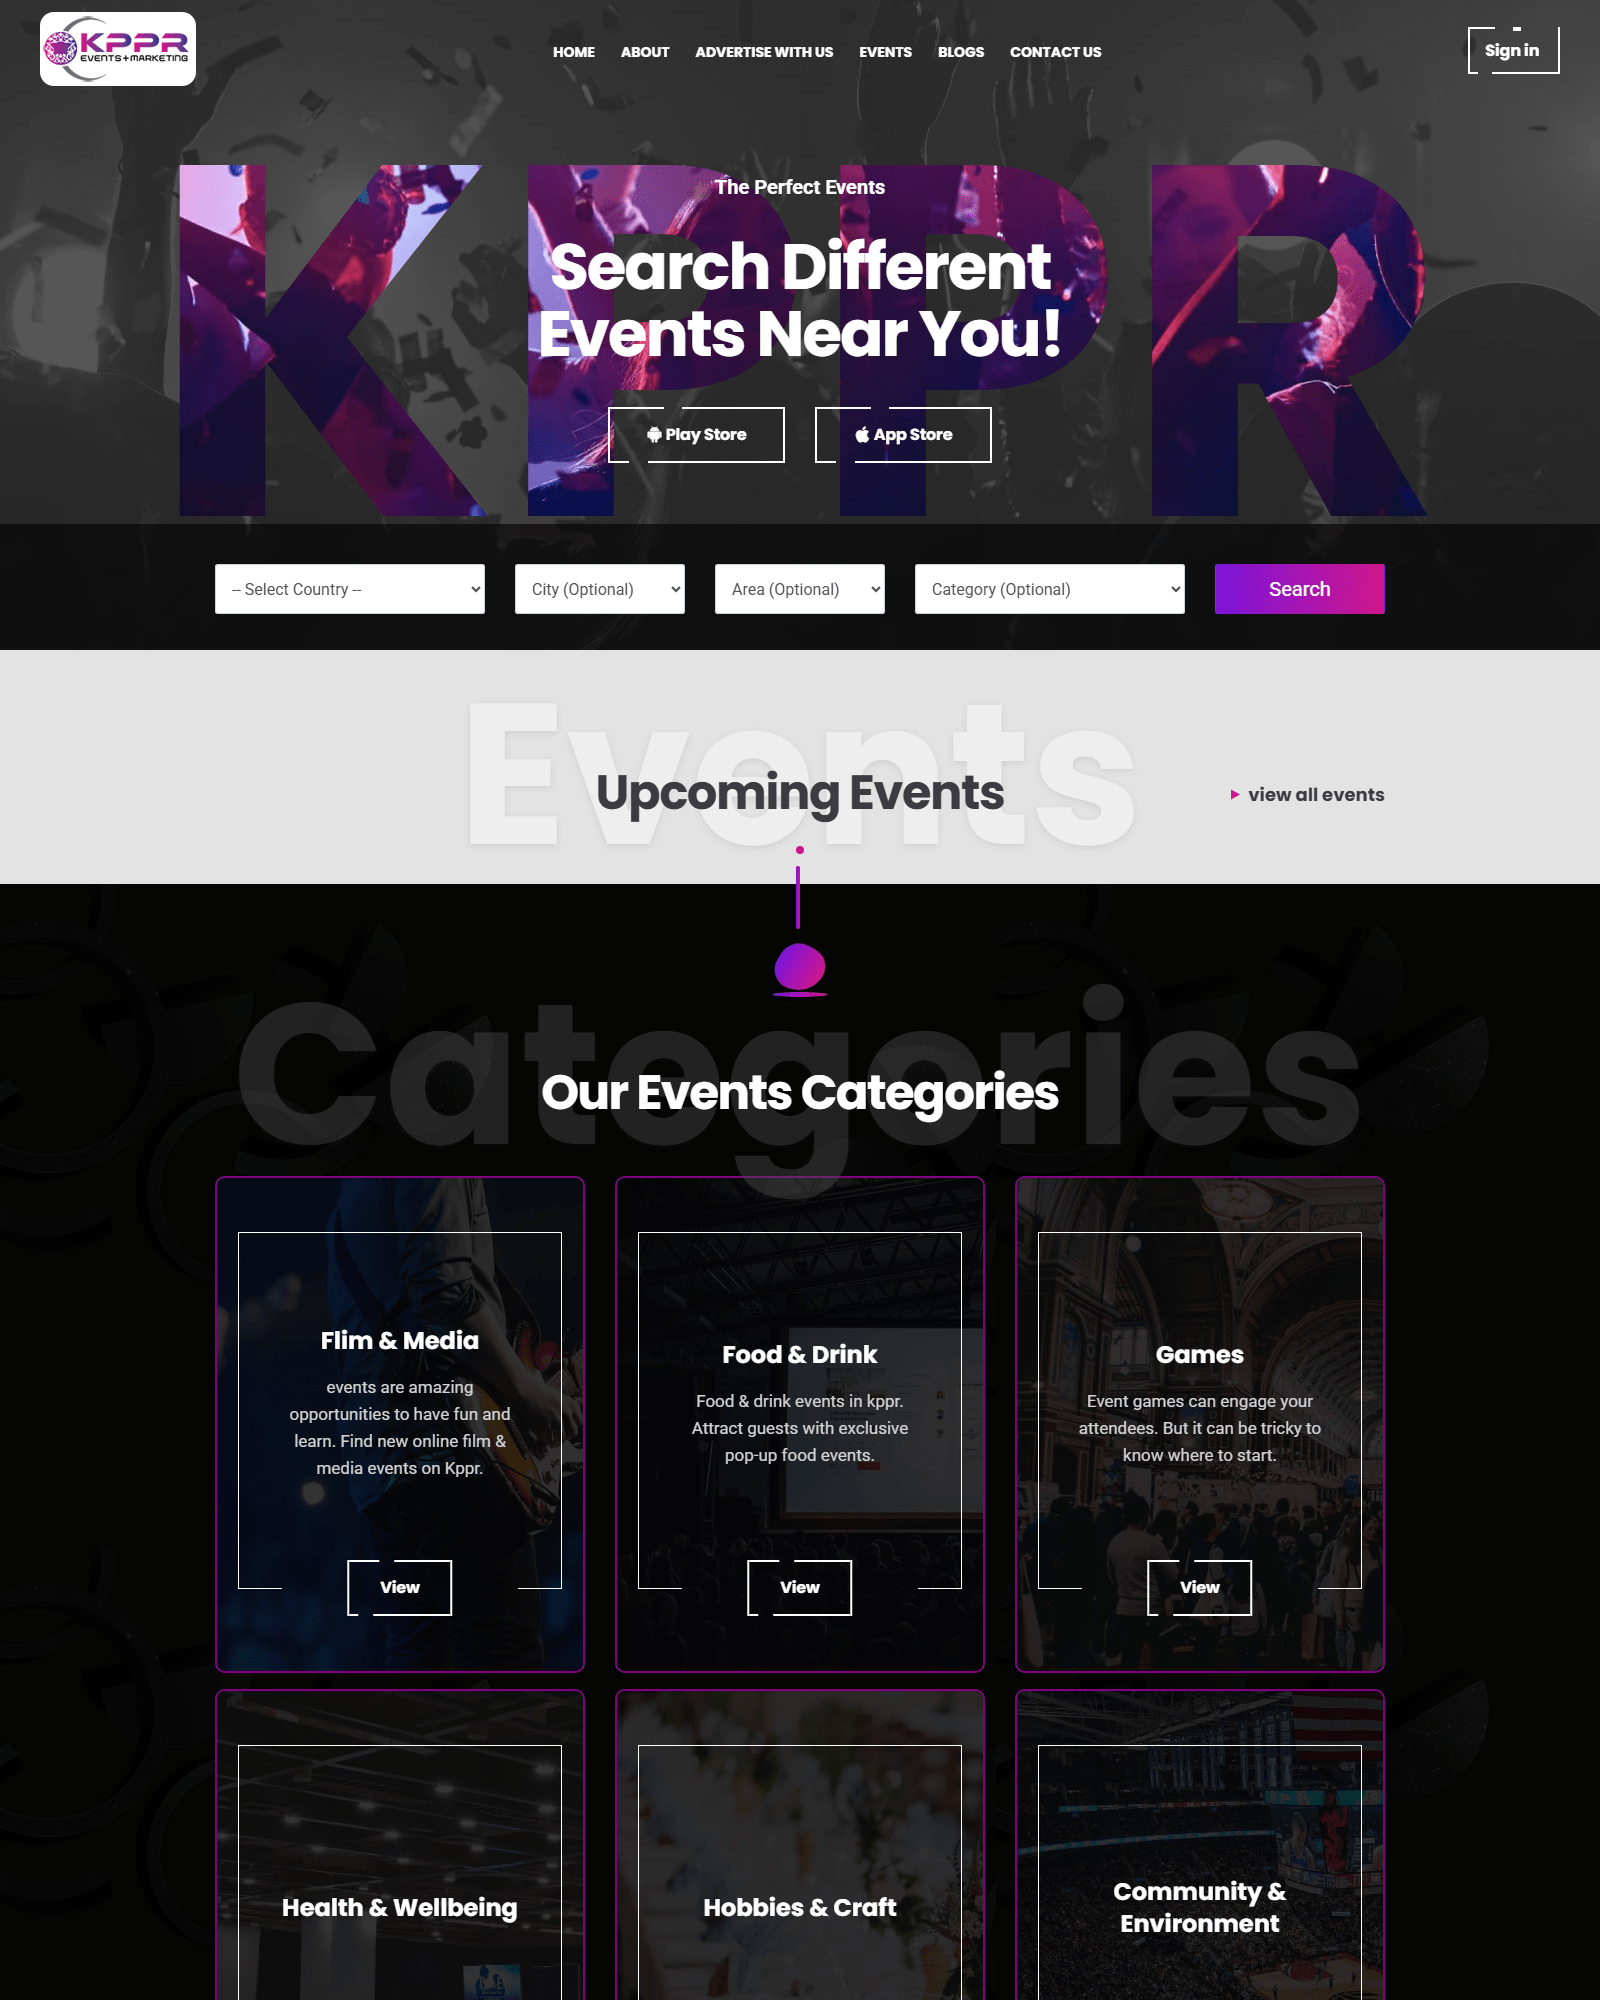 KPPR
EVENTS+MARKETING
HOME ABOUT ADVERTISE WITH US EVENTS BLOGS CONTACT US
Sign in
KPPR
The Perfect Events
Search Different
Events Near You!
Play Store App Store
-- Select Country -- City (Optional) Area (Optional) Category (Optional) Search
Events
Upcoming Events
view all events
Categories
Our Events Categories
Flim & Media
events are amazing
opportunities to have fun and
learn. Find new online film &
media events on Kppr.
View
Food & Drink
Food & drink events in kppr.
Attract guests with exclusive
pop-up food events.
View
Games
Event games can engage your
attendees. But it can be tricky to
know where to start.
View
Health & Wellbeing
Hobbies & Craft
Community &
Environment